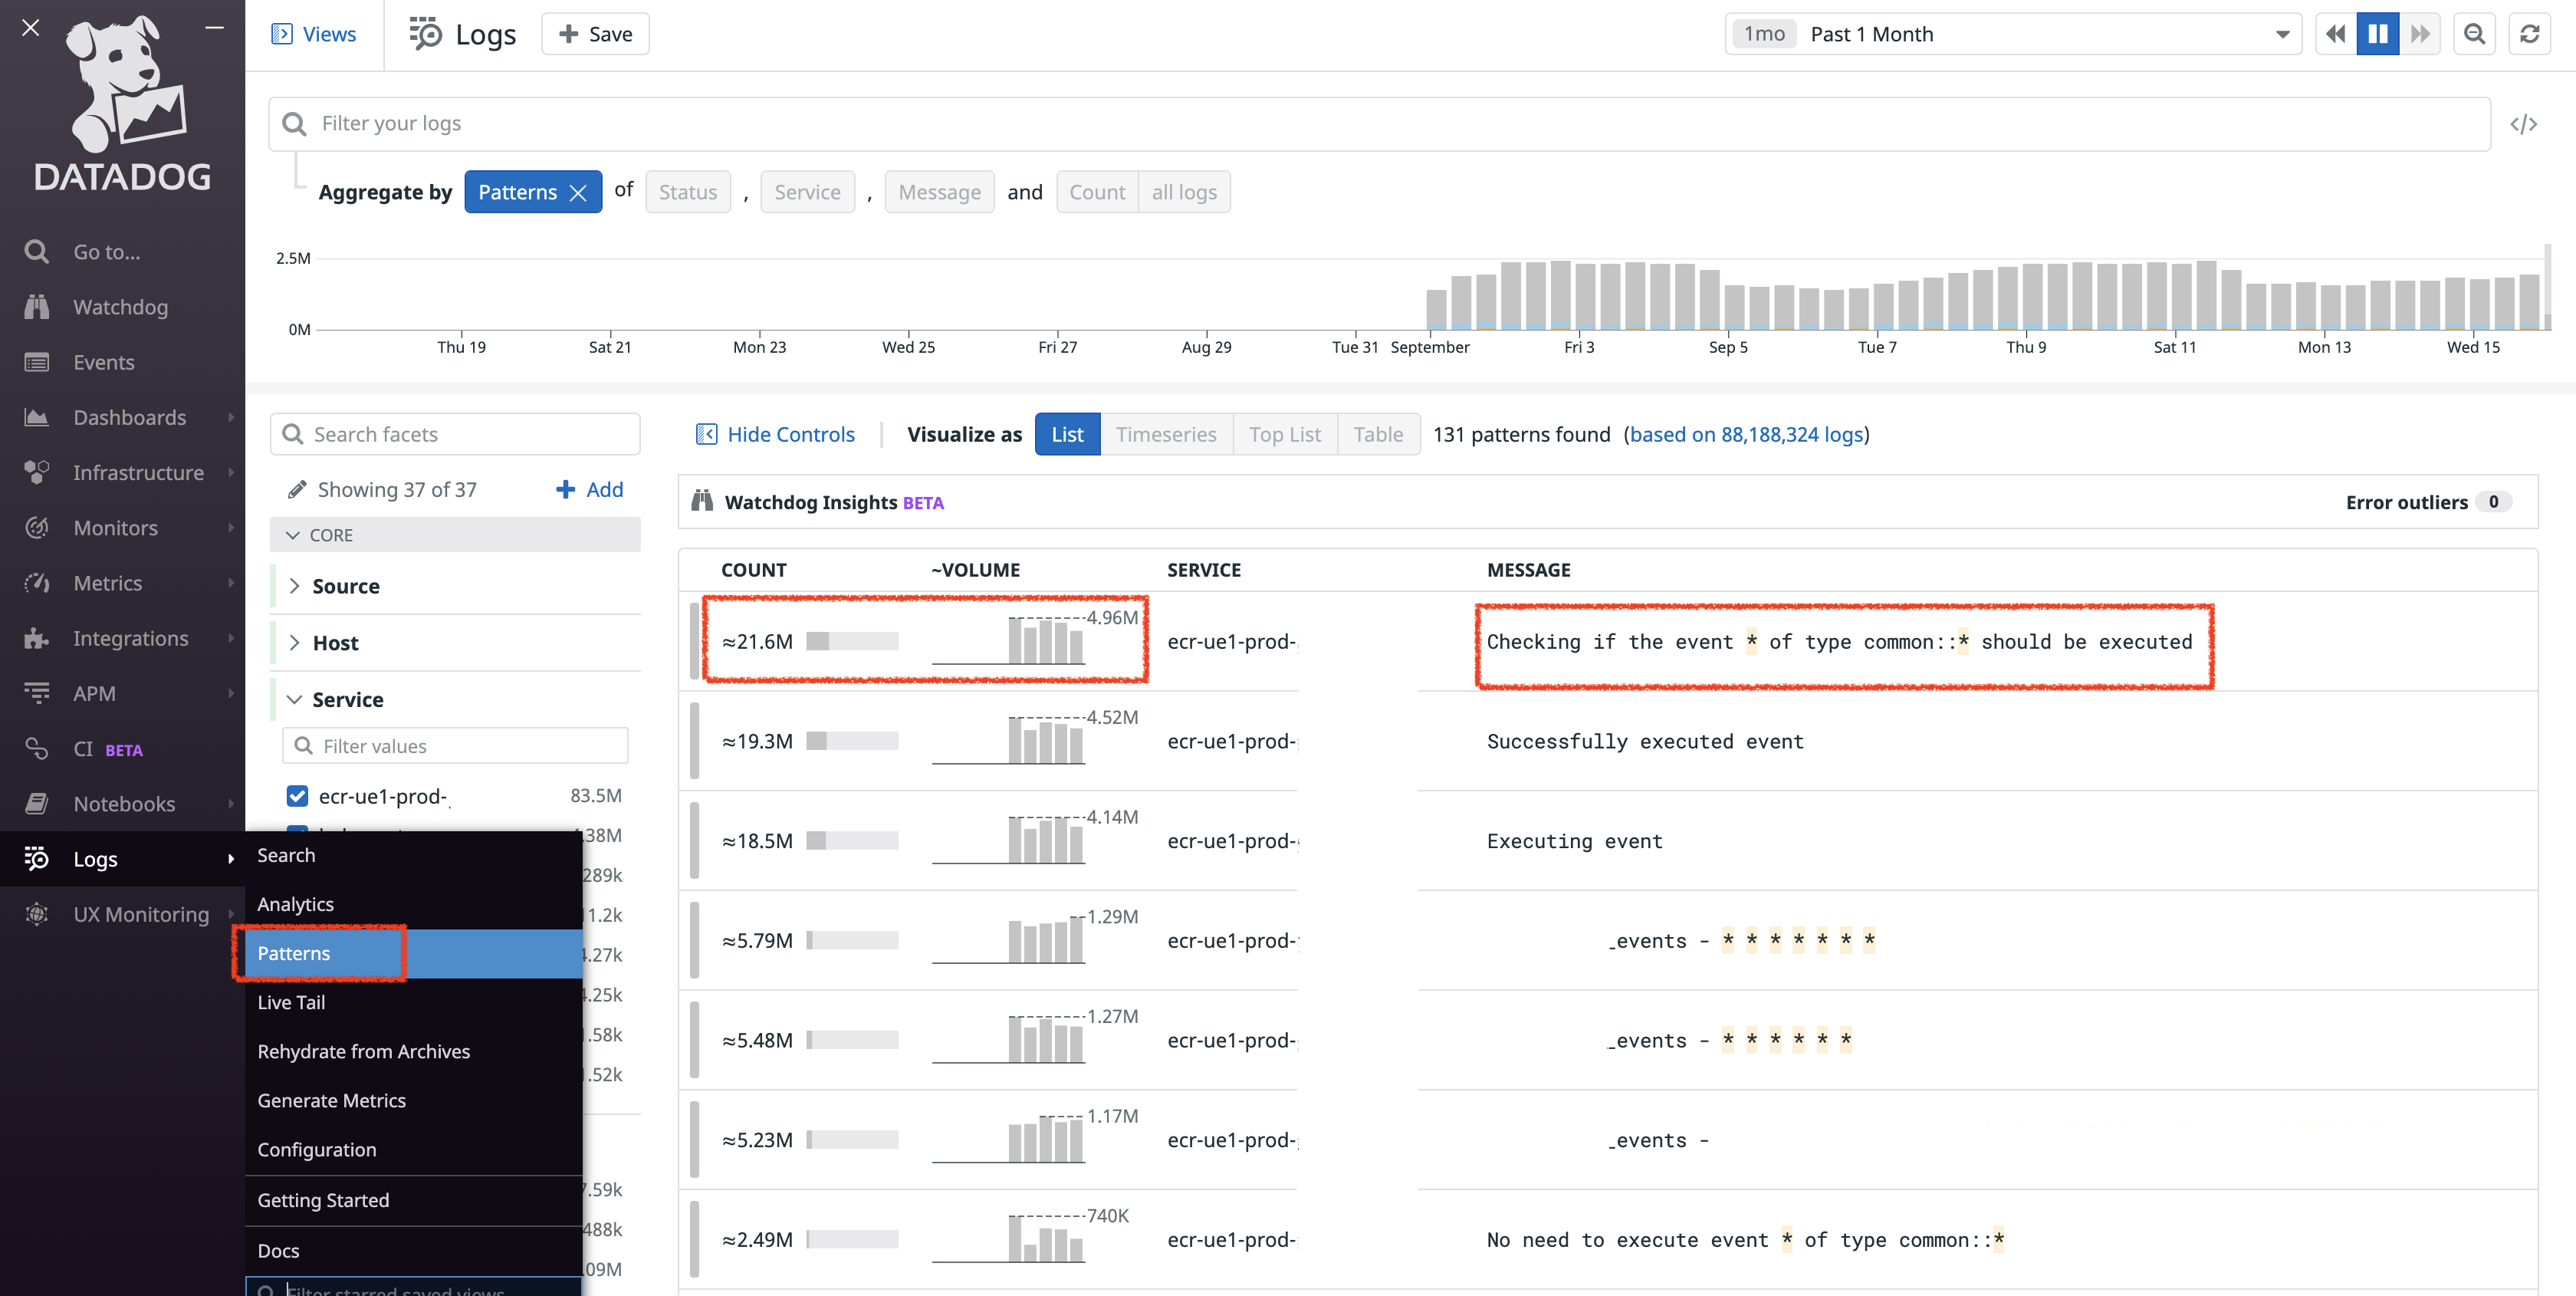 DATADOG
Go to...
Watchdog
Events
Dashboards
Infrastructure
Monitors
Metrics
Integrations
APM
CI BETA
Notebooks
Logs
UX Monitoring
Search
Analytics
Patterns
Live Tail
Rehydrate from Archives
Generate Metrics
Configuration
Getting Started
Docs
Filter starred saved views
Views
Logs
+ Save
1mo Past 1 Month
Filter your logs
</>
Aggregate by Patterns of Status , Service , Message and Count all logs
2.5M
0M
Thu 19 Sat 21 Mon 23 Wed 25 Fri 27 Aug 29 Tue 31 September Fri 3 Sep 5 Tue 7 Thu 9 Sat 11 Mon 13 Wed 15
Search facets
Showing 37 of 37 + Add
CORE
Source
Host
Service
Filter values
ecr-ue1-prod- 83.5M
.38M
289k
1.2k
.27k
.25k
.58k
.52k
.59k
488k
.09M
Hide Controls Visualize as List Timeseries Top List Table 131 patterns found (based on 88,188,324 logs)
Watchdog Insights BETA Error outliers 0
COUNT ~VOLUME SERVICE MESSAGE
≈21.6M 4.96M ecr-ue1-prod- Checking if the event * of type common::* should be executed
≈19.3M 4.52M ecr-ue1-prod- Successfully executed event
≈18.5M 4.14M ecr-ue1-prod- Executing event
≈5.79M 1.29M ecr-ue1-prod- _events - * * * * * * *
≈5.48M 1.27M ecr-ue1-prod- _events - * * * * * *
≈5.23M 1.17M ecr-ue1-prod- _events -
≈2.49M 740K ecr-ue1-prod- No need to execute event * of type common::*